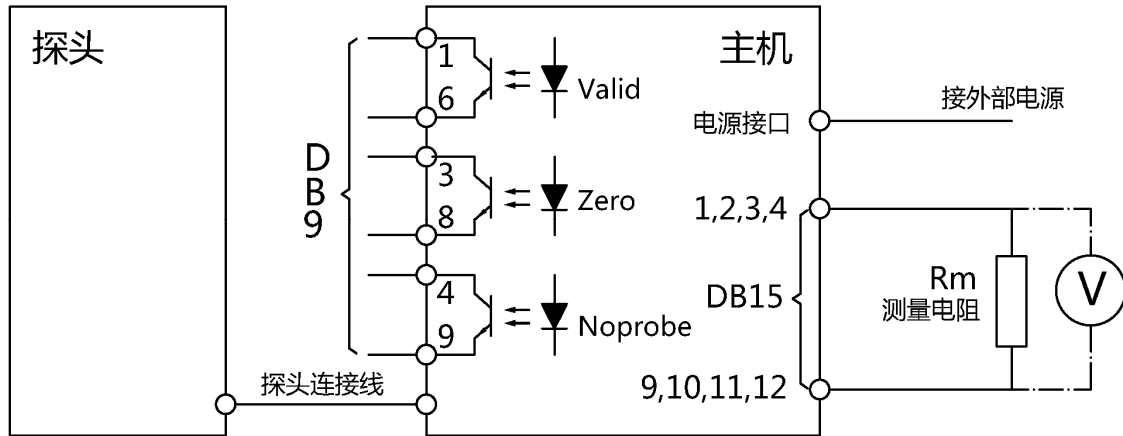 探头
D
B
9
1
6
3
8
4
9
Valid
Zero
Noprobe
探头连接线
主机
电源接口
接外部电源
1,2,3,4
DB15
9,10,11,12
Rm
测量电阻
V